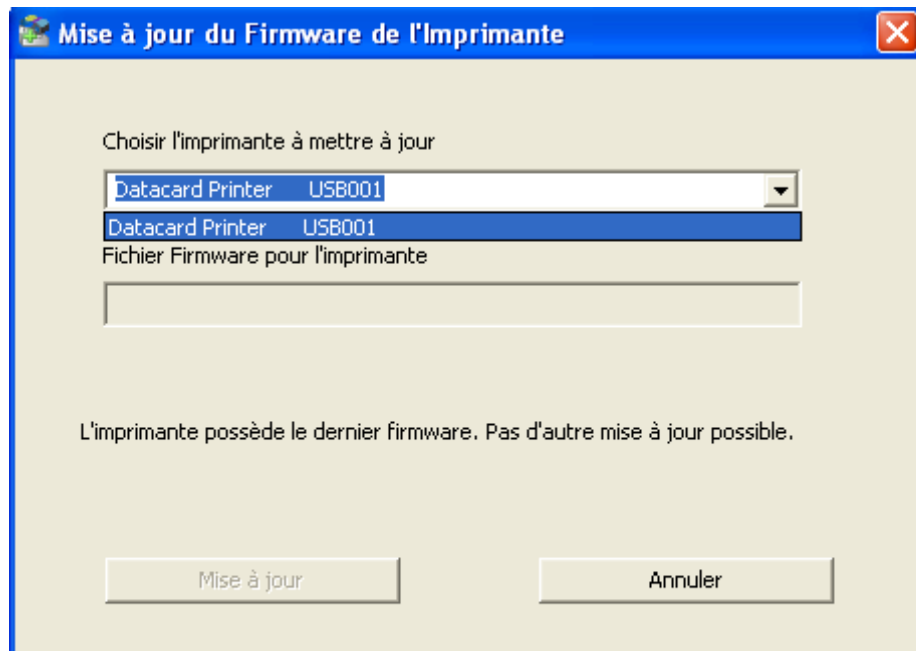 Mise à jour du Firmware de l'Imprimante
Choisir l'imprimante à mettre à jour
Datacard Printer USB001
Datacard Printer USB001
Fichier Firmware pour l'imprimante
L'imprimante possède le dernier firmware. Pas d'autre mise à jour possible.
Mise à jour
Annuler